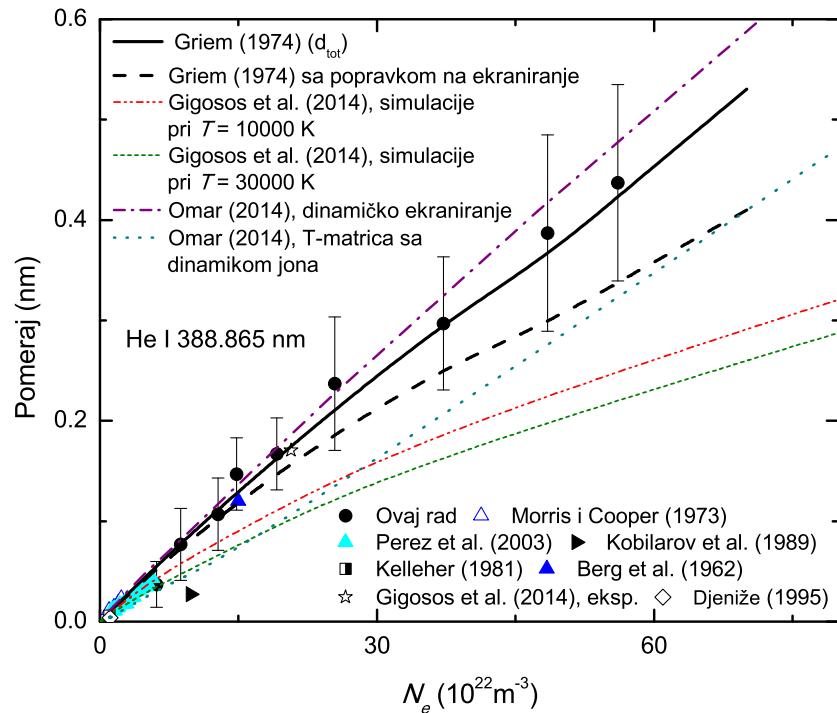 0.6
0.4
0.2
0.0
Pomeraj (nm)
Griem (1974) (d_tot)
Griem (1974) sa popravkom na ekraniranje
Gigosos et al. (2014), simulacije
pri T = 10000 K
Gigosos et al. (2014), simulacije
pri T = 30000 K
Omar (2014), dinamičko ekraniranje
Omar (2014), T-matrica sa
dinamikom jona
He I 388.865 nm
Ovaj rad Morris i Cooper (1973)
Perez et al. (2003) Kobilarov et al. (1989)
Kelleher (1981) Berg et al. (1962)
Gigosos et al. (2014), eksp. Djeniže (1995)
0 30 60
N_e (10^22 m^-3)